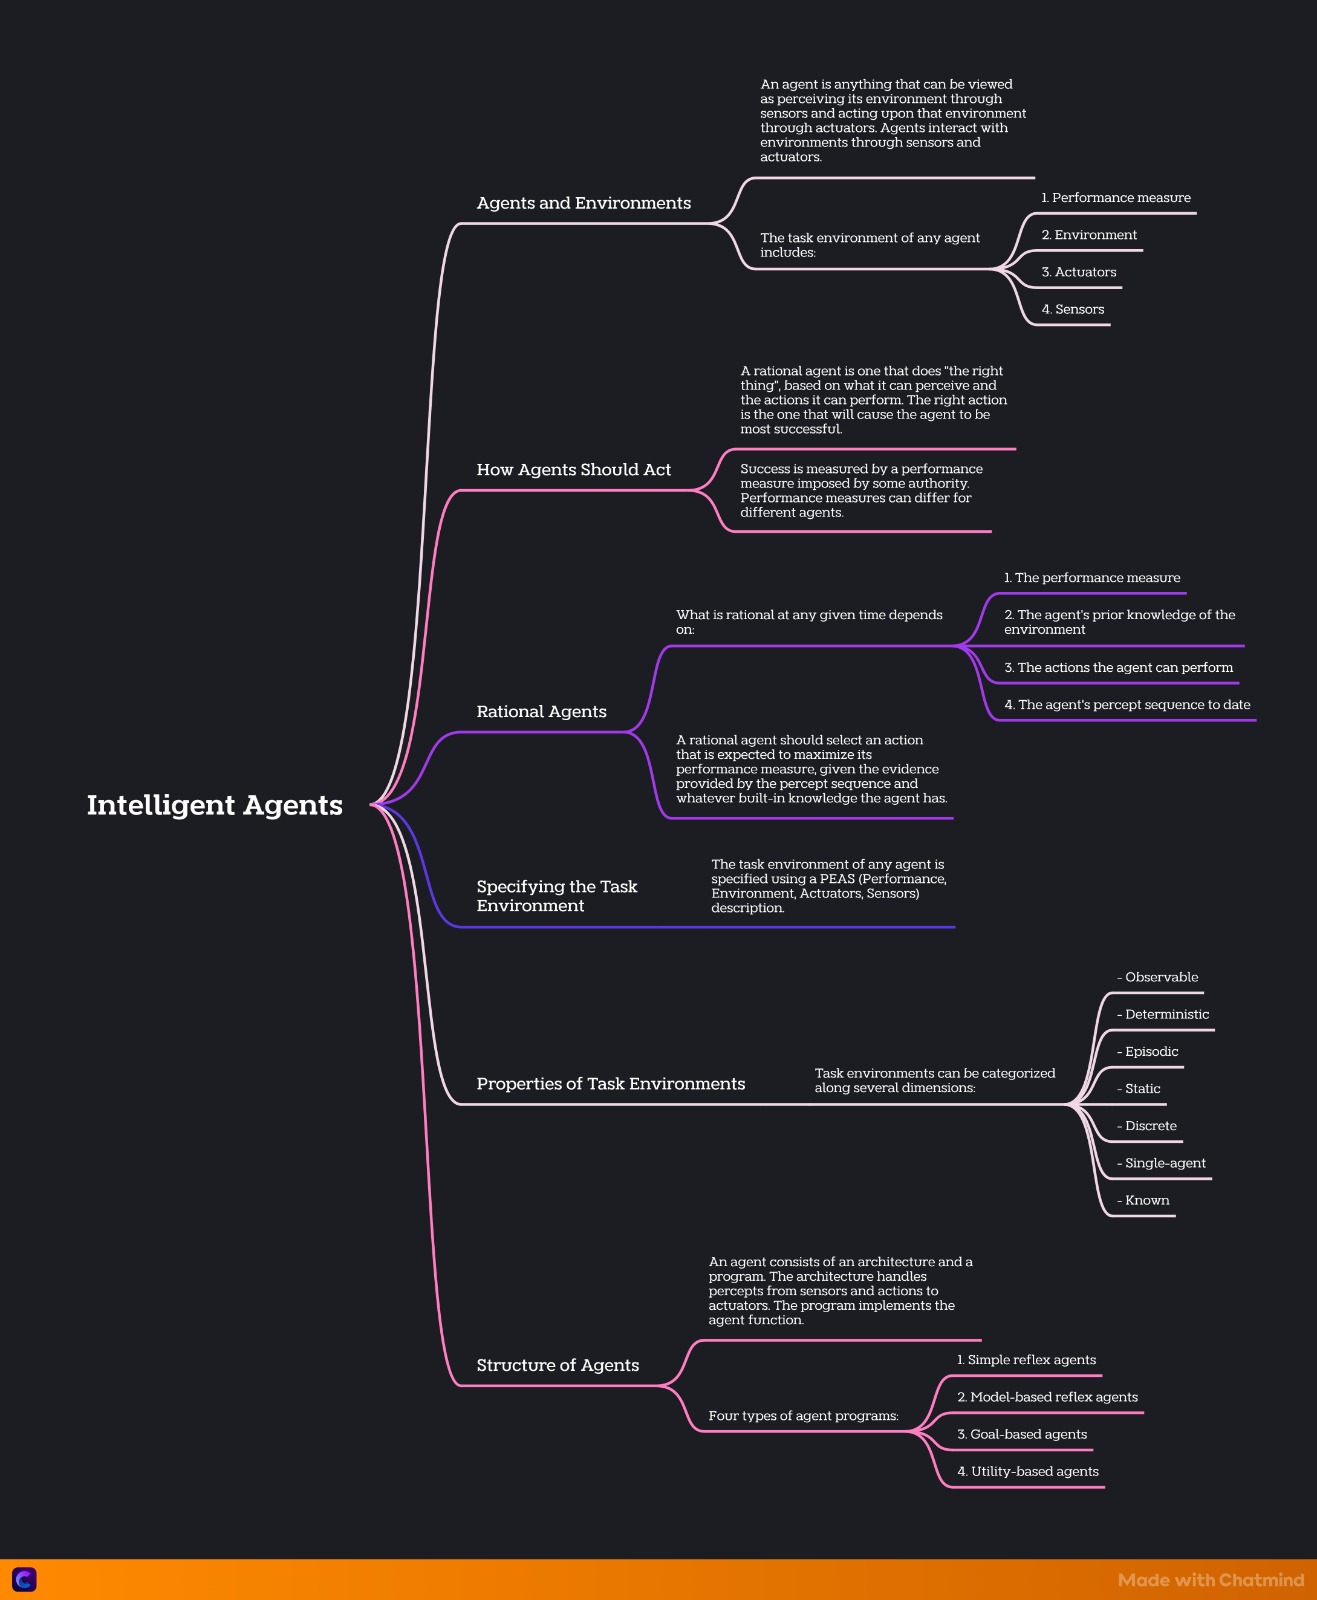 Intelligent Agents
Agents and Environments
An agent is anything that can be viewed
as perceiving its environment through
sensors and acting upon that environment
through actuators. Agents interact with
environments through sensors and
actuators.
The task environment of any agent
includes:
1. Performance measure
2. Environment
3. Actuators
4. Sensors
How Agents Should Act
A rational agent is one that does "the right
thing", based on what it can perceive and
the actions it can perform. The right action
is the one that will cause the agent to be
most successful.
Success is measured by a performance
measure imposed by some authority.
Performance measures can differ for
different agents.
Rational Agents
What is rational at any given time depends
on:
1. The performance measure
2. The agent's prior knowledge of the
environment
3. The actions the agent can perform
4. The agent's percept sequence to date
A rational agent should select an action
that is expected to maximize its
performance measure, given the evidence
provided by the percept sequence and
whatever built-in knowledge the agent has.
Specifying the Task
Environment
The task environment of any agent is
specified using a PEAS (Performance,
Environment, Actuators, Sensors)
description.
Properties of Task Environments
Task environments can be categorized
along several dimensions:
- Observable
- Deterministic
- Episodic
- Static
- Discrete
- Single-agent
- Known
Structure of Agents
An agent consists of an architecture and a
program. The architecture handles
percepts from sensors and actions to
actuators. The program implements the
agent function.
Four types of agent programs:
1. Simple reflex agents
2. Model-based reflex agents
3. Goal-based agents
4. Utility-based agents
Made with Chatmind